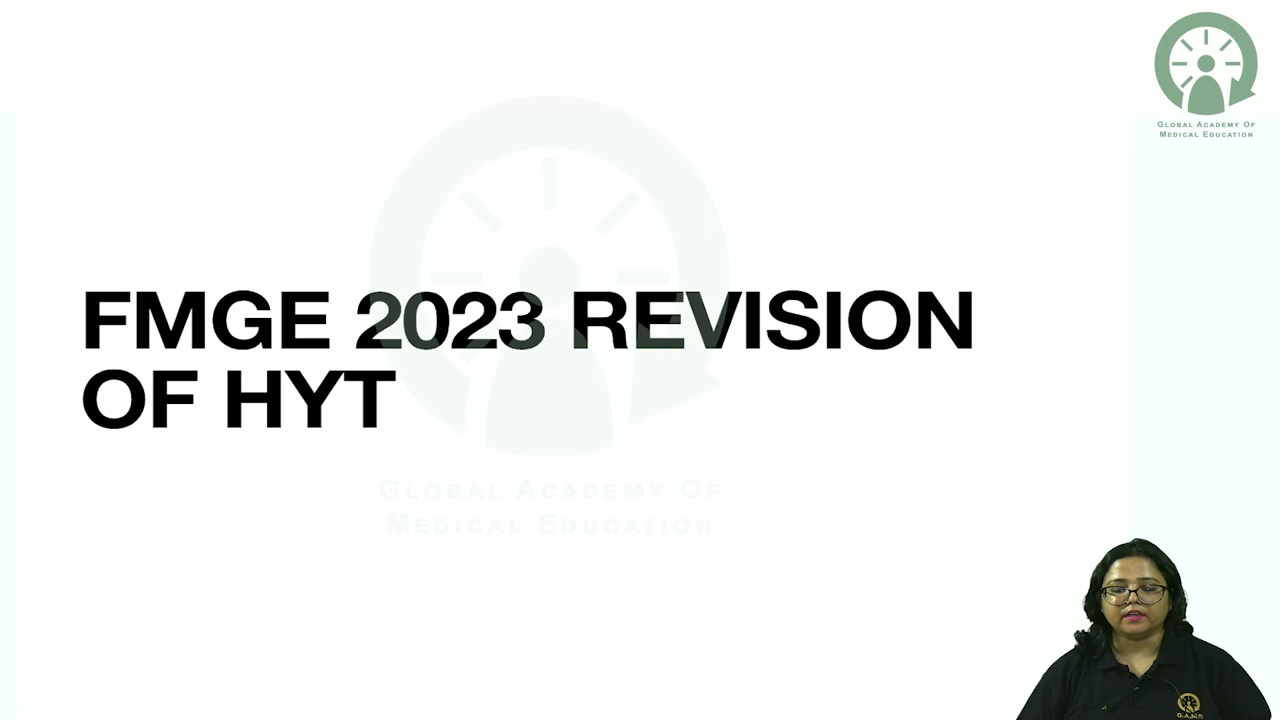 GLOBAL ACADEMY OF
MEDICAL EDUCATION
FMGE 2023 REVISION
OF HYT
GLOBAL ACADEMY OF
MEDICAL EDUCATION